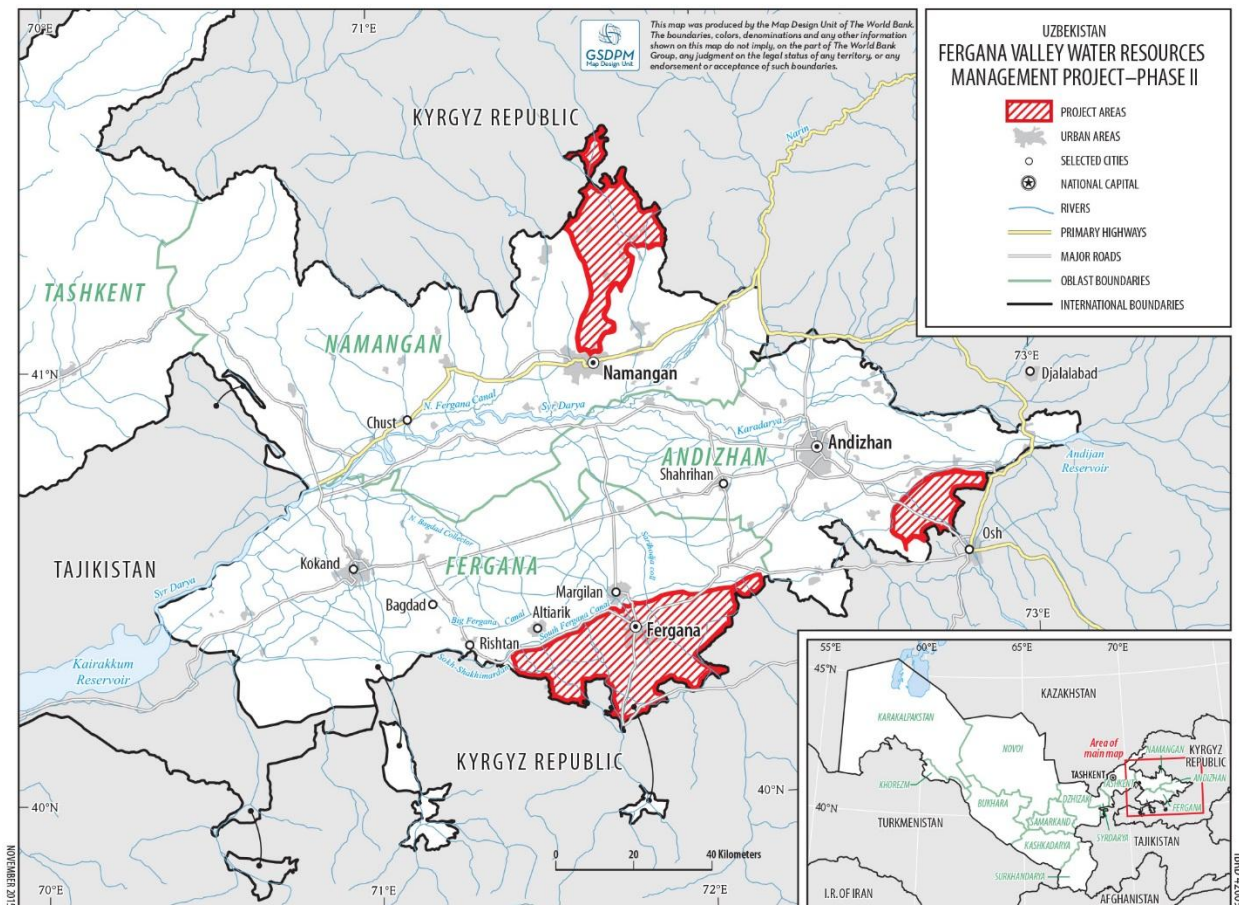 70°E
71°E
GSDPM
Map Design Unit
This map was produced by the Map Design Unit of The World Bank.
The boundaries, colors, denominations and any other information
shown on this map do not imply, on the part of The World Bank
Group, any judgment on the legal status of any territory, or any
endorsement or acceptance of such boundaries.
UZBEKISTAN
FERGANA VALLEY WATER RESOURCES
MANAGEMENT PROJECT–PHASE II
PROJECT AREAS
URBAN AREAS
SELECTED CITIES
NATIONAL CAPITAL
RIVERS
PRIMARY HIGHWAYS
MAJOR ROADS
OBLAST BOUNDARIES
INTERNATIONAL BOUNDARIES
KYRGYZ REPUBLIC
Narin
TASHKENT
NAMANGAN
41°N
Namangan
73°E
Djalalabad
Chust
N. Fergana Canal
Syr Darya
Karadarya
Andizhan
ANDIZHAN
Shahrihan
Andijan
Reservoir
N. Bagdad Collector
Osh
TAJIKISTAN
Kokand
FERGANA
Margilan
Syr Darya
Bagdad
Big Fergana Canal
Altiarik
South Fergana Canal
Fergana
73°E
Rishtan
Kairakkum
Reservoir
KYRGYZ REPUBLIC
40°N
40°N
0
20
40 Kilometers
70°E
71°E
72°E
55°E
60°E
65°E
70°E
45°N
KAZAKHSTAN
KARAKALPAKSTAN
Area of
main map
NAMANGAN
KYRGYZ
REPUBLIC
NOVOI
TASHKENT
TASHKENT
ANDIZHAN
KHOREZM
40°N
BUKHARA
DZHIZAK
FERGANA
SAMARKAND
SYRDARYA
TURKMENISTAN
KASHKADARYA
TAJIKISTAN
SURKHANDARYA
I.R. OF IRAN
AFGHANISTAN